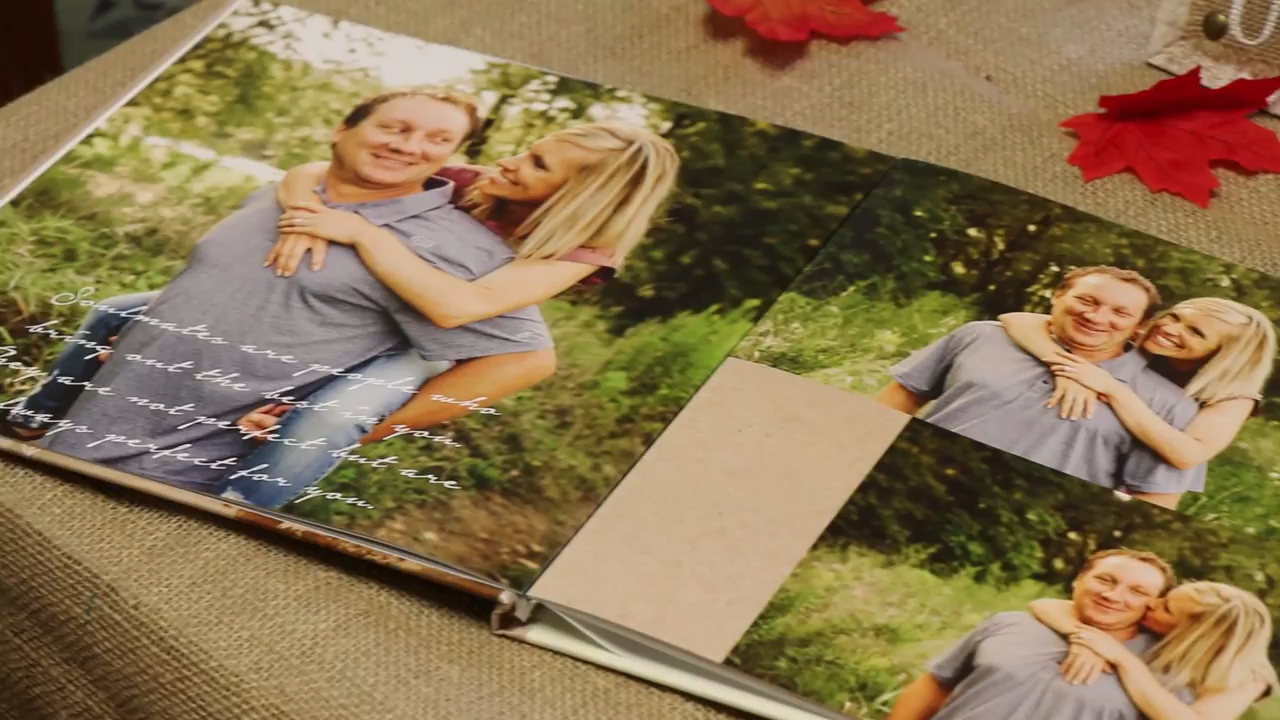 Soulmates are people who
bring out the best in you.
They are not perfect but are
always perfect for you.